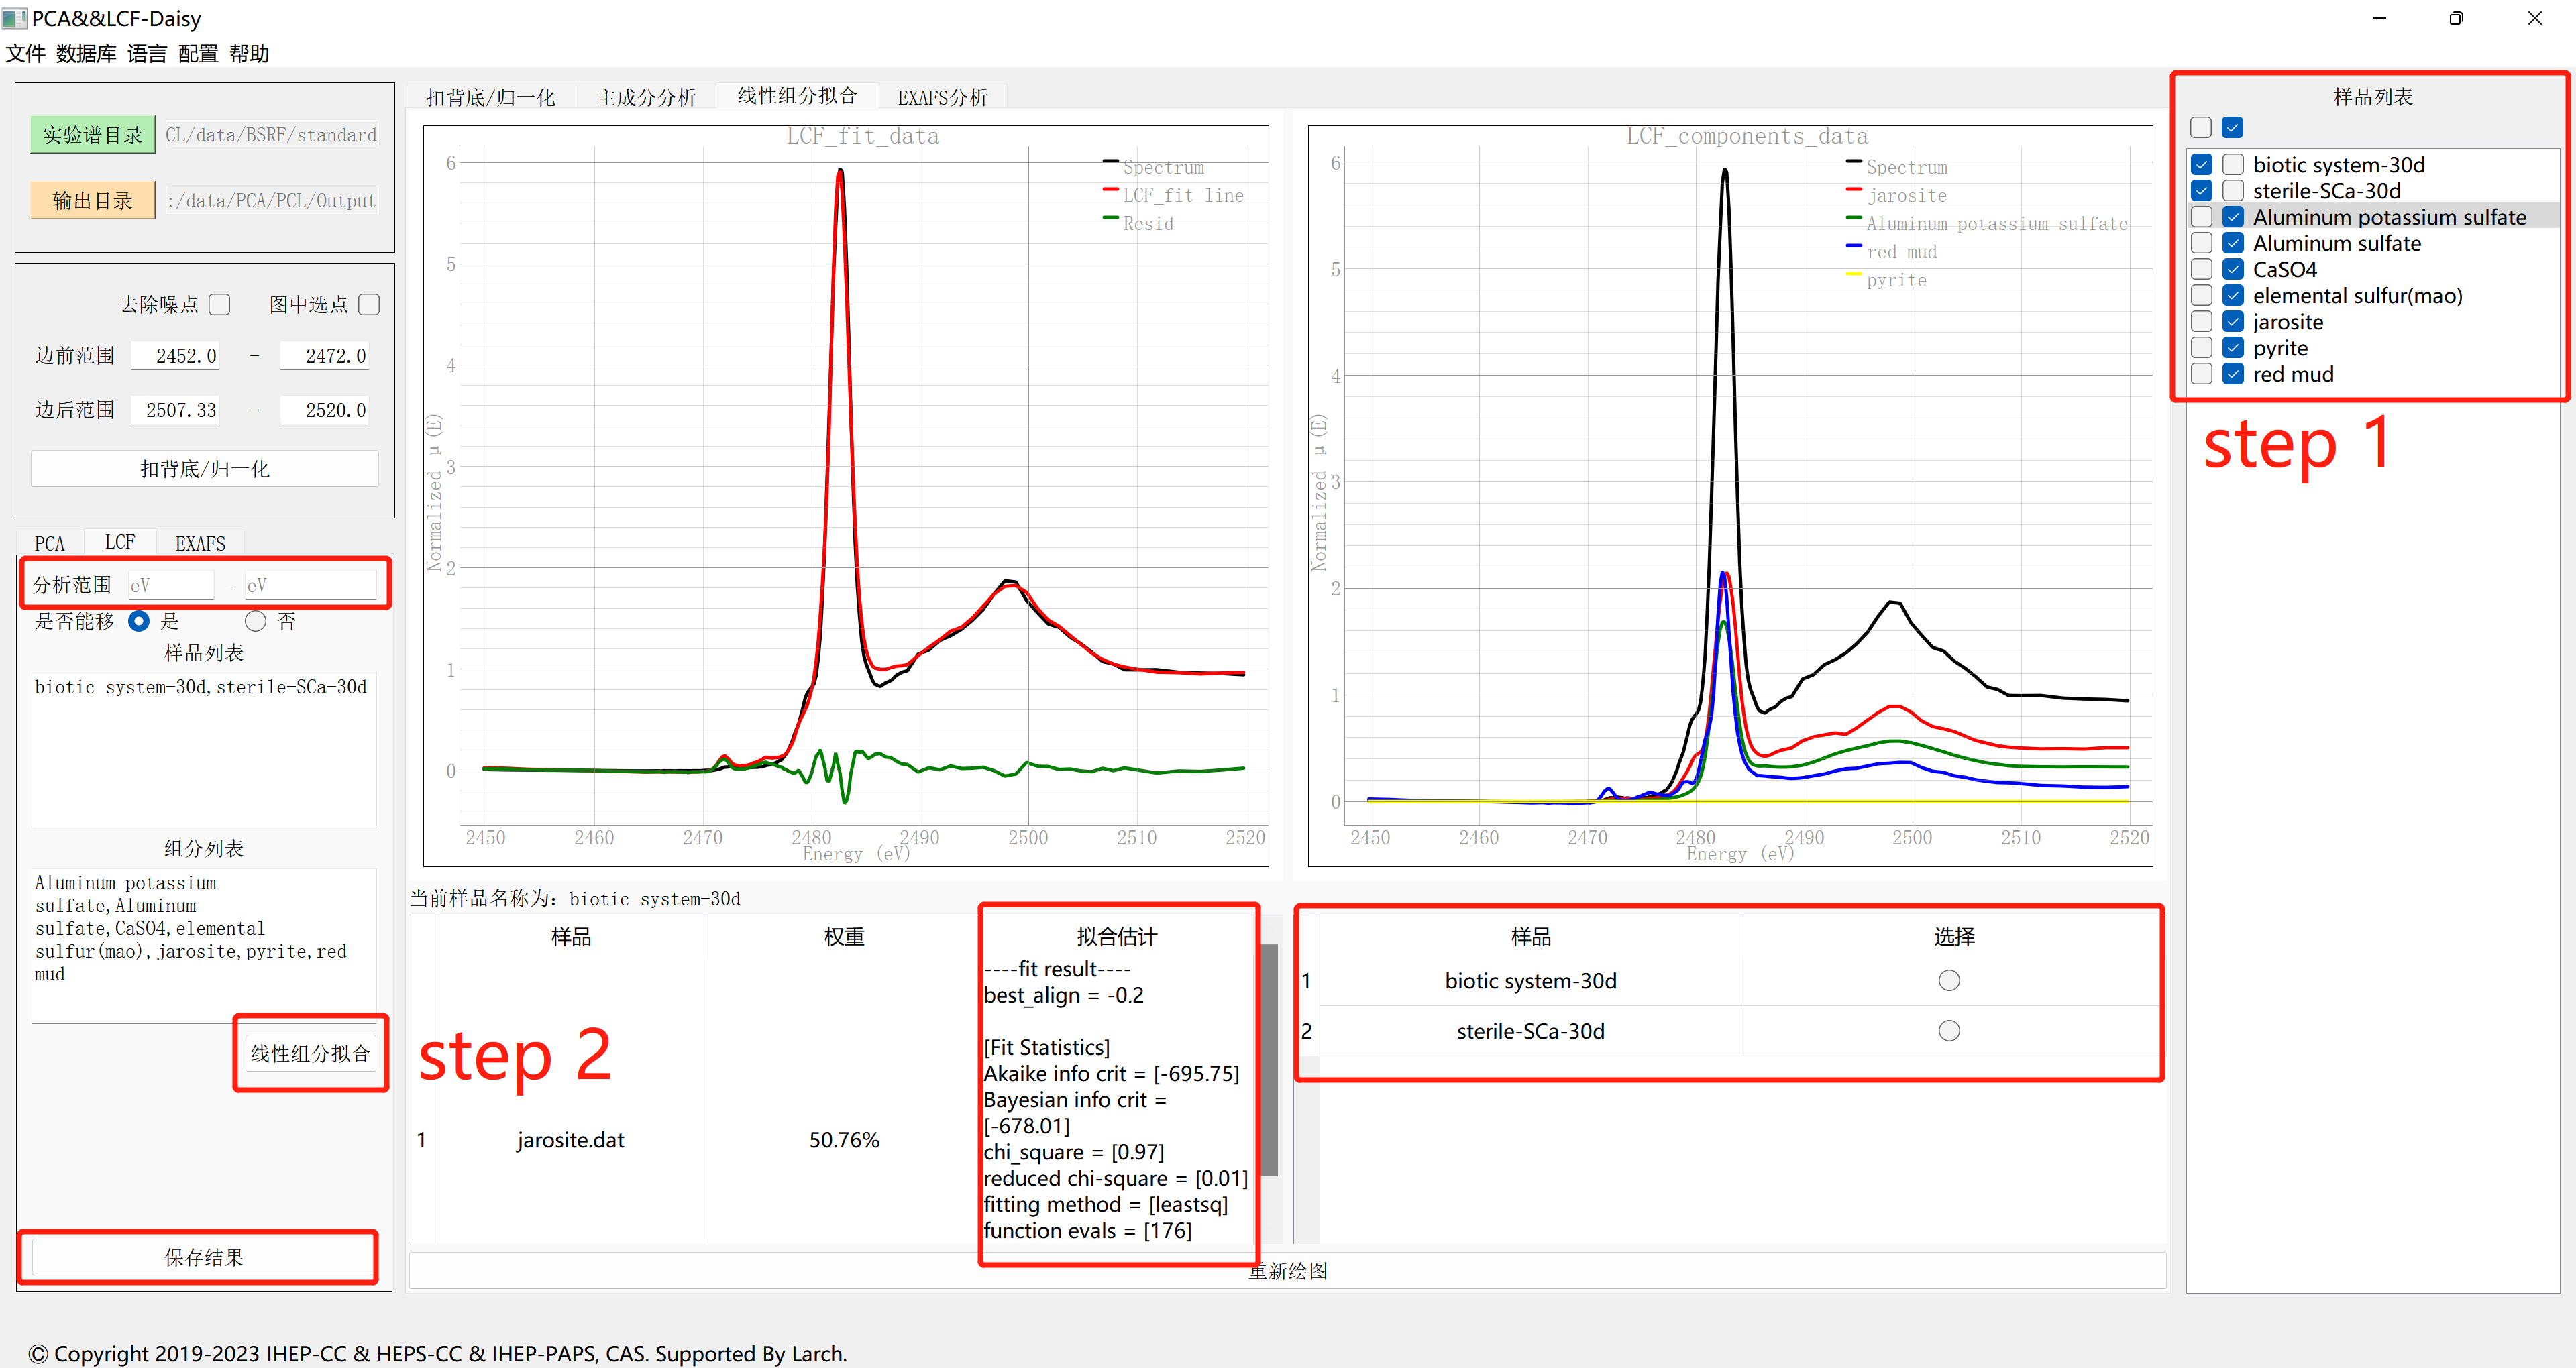 PCA&&LCF-Daisy
文件 数据库 语言 配置 帮助
实验谱目录 CL/data/BSRF/standard
输出目录 :/data/PCA/PCL/Output
去除噪点 图中选点
边前范围 2452.0 - 2472.0
边后范围 2507.33 - 2520.0
扣背底/归一化
PCA LCF EXAFS
分析范围 eV - eV
是否能移 是 否
样品列表
biotic system-30d,sterile-SCa-30d
组分列表
Aluminum potassium
sulfate,Aluminum
sulfate,CaSO4,elemental
sulfur(mao),jarosite,pyrite,red
mud
线性组分拟合
保存结果
扣背底/归一化 主成分分析 线性组分拟合 EXAFS分析
LCF_fit_data
Spectrum
LCF_fit line
Resid
6
5
4
3
2
1
0
Normalized μ(E)
2450 2460 2470 2480 2490 2500 2510 2520
Energy (eV)
LCF_components_data
Spectrum
jarosite
Aluminum potassium sulfate
red mud
pyrite
6
5
4
3
2
1
0
Normalized μ(E)
2450 2460 2470 2480 2490 2500 2510 2520
Energy (eV)
当前样品名称为: biotic system-30d
样品 权重 拟合估计
1 jarosite.dat 50.76%
----fit result----
best_align = -0.2
[Fit Statistics]
Akaike info crit = [-695.75]
Bayesian info crit =
[-678.01]
chi_square = [0.97]
reduced chi-square = [0.01]
fitting method = [leastsq]
function evals = [176]
step 2
样品 选择
1 biotic system-30d
2 sterile-SCa-30d
重新绘图
样品列表
biotic system-30d
sterile-SCa-30d
Aluminum potassium sulfate
Aluminum sulfate
CaSO4
elemental sulfur(mao)
jarosite
pyrite
red mud
step 1
© Copyright 2019-2023 IHEP-CC & HEPS-CC & IHEP-PAPS, CAS. Supported By Larch.